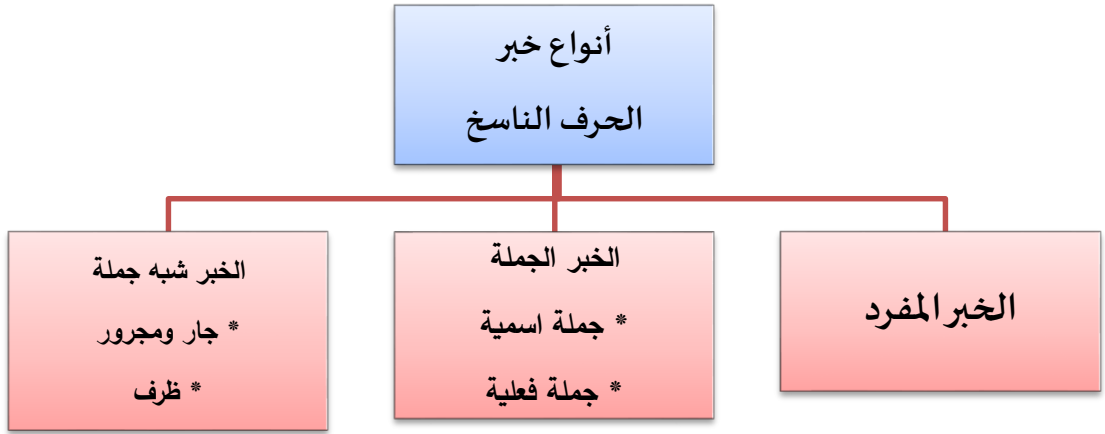 أنواع خبر
الحرف الناسخ
الخبر المفرد
الخبر الجملة
* جملة اسمية
* جملة فعلية
الخبر شبه جملة
* جار ومجرور
* ظرف